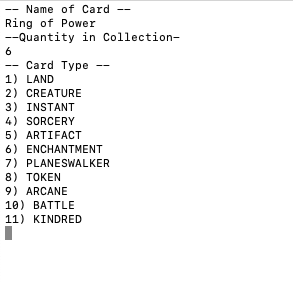 -- Name of Card --
Ring of Power
--Quantity in Collection-
6
-- Card Type --
1) LAND
2) CREATURE
3) INSTANT
4) SORCERY
5) ARTIFACT
6) ENCHANTMENT
7) PLANESWALKER
8) TOKEN
9) ARCANE
10) BATTLE
11) KINDRED